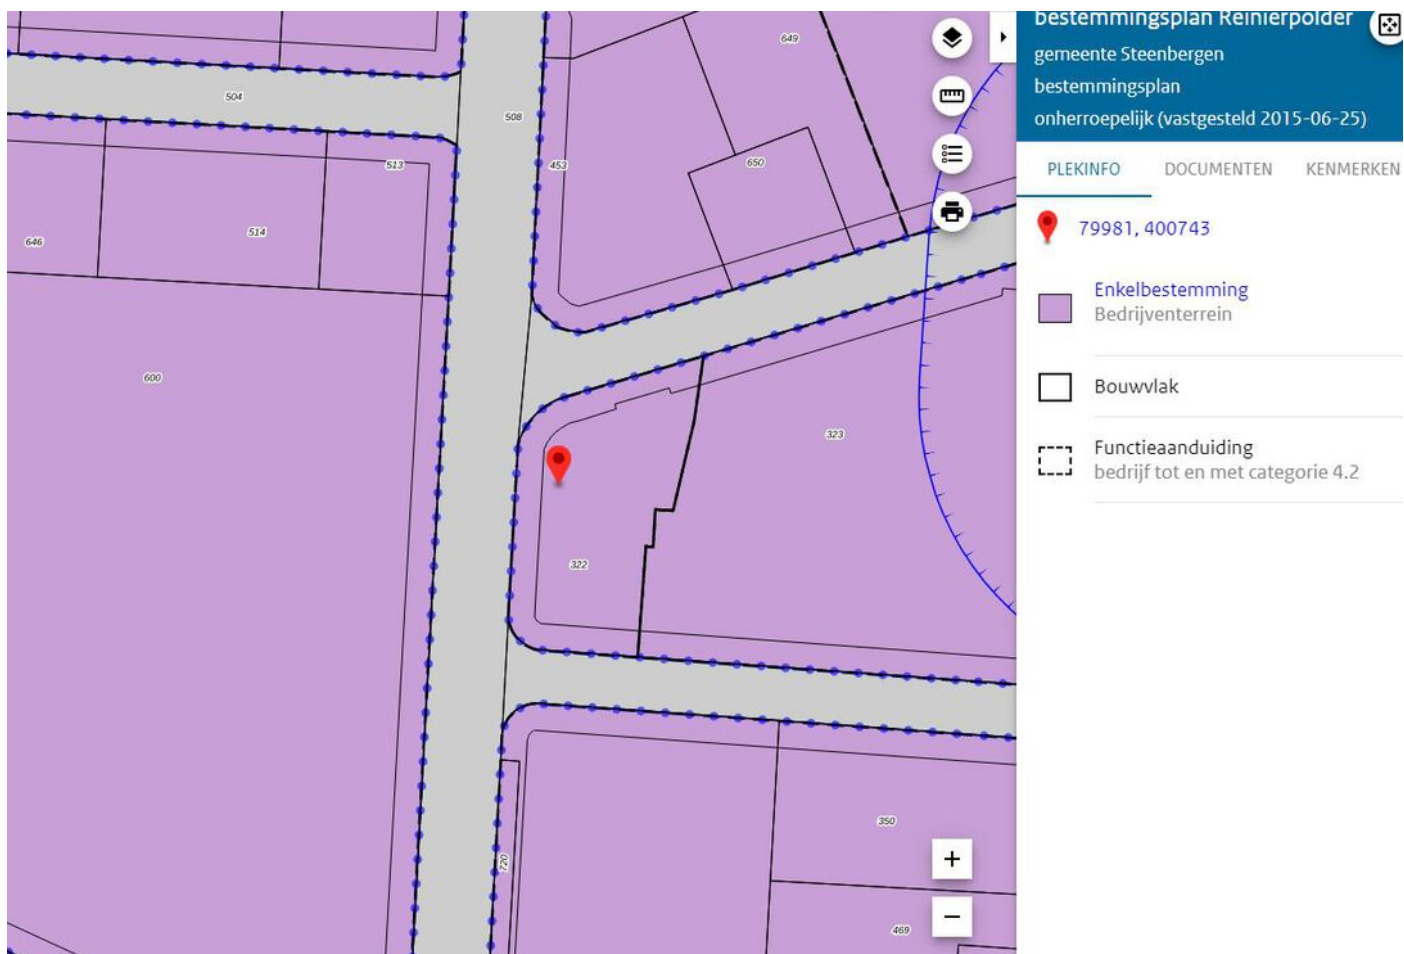 649
504
508
513
453
650
646
514
600
323
322
350
720
469
bestemmingsplan Reinierpolder
gemeente Steenbergen
bestemmingsplan
onherroepelijk (vastgesteld 2015-06-25)
PLEKINFO DOCUMENTEN KENMERKEN
79981, 400743
Enkelbestemming
Bedrijventerrein
Bouwvlak
Functieaanduiding
bedrijf tot en met categorie 4.2